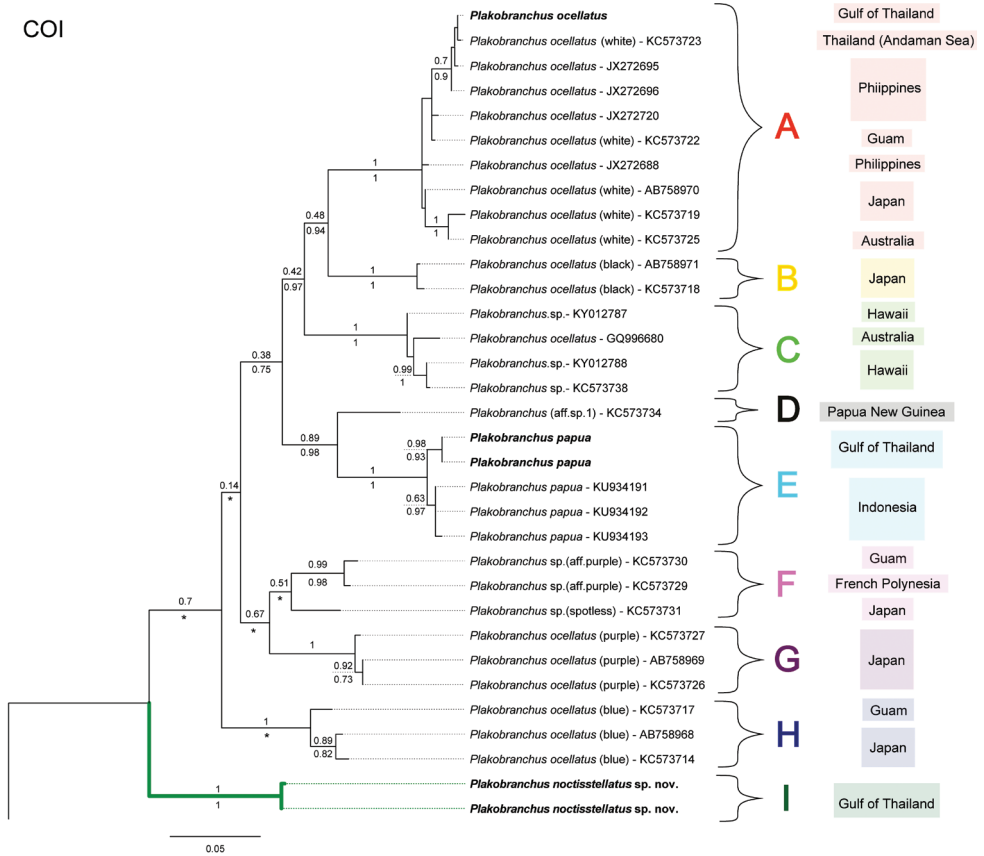 COI
Plakobranchus ocellatus
Gulf of Thailand
Plakobranchus ocellatus (white) - KC573723
Thailand (Andaman Sea)
0.7
0.9
Plakobranchus ocellatus - JX272695
Plakobranchus ocellatus - JX272696
Phiippines
Plakobranchus ocellatus - JX272720
A
Plakobranchus ocellatus (white) - KC573722
Guam
1
1
Plakobranchus ocellatus - JX272688
Philippines
Plakobranchus ocellatus (white) - AB758970
Japan
0.48
0.94
1
1
Plakobranchus ocellatus (white) - KC573719
Plakobranchus ocellatus (white) - KC573725
Australia
Plakobranchus ocellatus (black) - AB758971
0.42
0.97
1
1
B
Japan
Plakobranchus ocellatus (black) - KC573718
Plakobranchus.sp.- KY012787
Hawaii
1
1
Plakobranchus ocellatus - GQ996680
Australia
C
0.38
0.75
Plakobranchus.sp.- KY012788
0.99
1
Hawaii
Plakobranchus sp.- KC573738
Plakobranchus (aff.sp.1) - KC573734
D
Papua New Guinea
0.89
0.98
Plakobranchus papua
0.98
0.93
Gulf of Thailand
Plakobranchus papua
1
1
E
0.14
*
Plakobranchus papua - KU934191
0.63
0.97
Plakobranchus papua - KU934192
Indonesia
Plakobranchus papua - KU934193
Plakobranchus sp.(aff.purple) - KC573730
Guam
0.99
0.98
0.51
*
Plakobranchus sp.(aff.purple) - KC573729
F
French Polynesia
0.7
*
Plakobranchus sp.(spotless) - KC573731
Japan
0.67
*
Plakobranchus ocellatus (purple) - KC573727
1
Plakobranchus ocellatus (purple) - AB758969
G
Japan
0.92
0.73
Plakobranchus ocellatus (purple) - KC573726
Plakobranchus ocellatus (blue) - KC573717
Guam
1
*
Plakobranchus ocellatus (blue) - AB758968
H
0.89
0.82
Japan
Plakobranchus ocellatus (blue) - KC573714
Plakobranchus noctisstellatus sp. nov.
1
1
I
Plakobranchus noctisstellatus sp. nov.
Gulf of Thailand
0.05